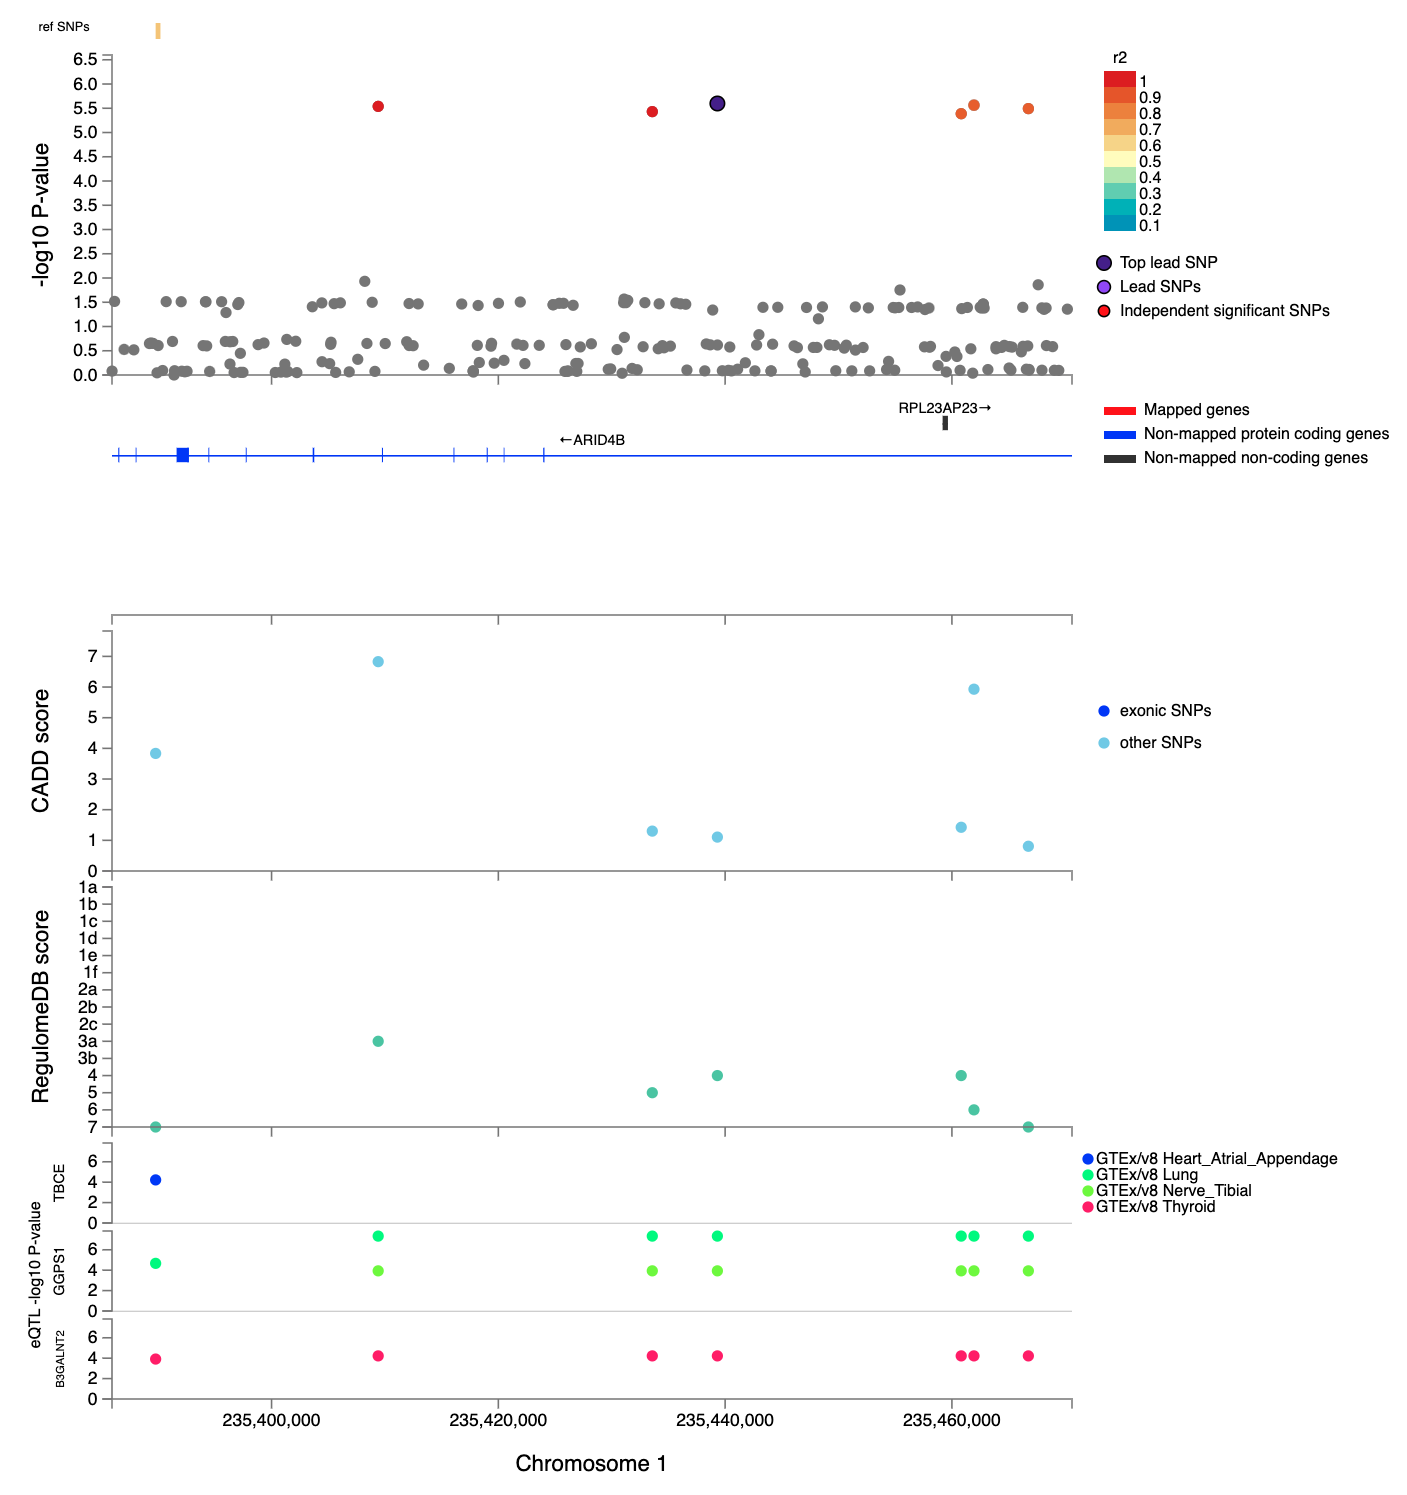 ref SNPs
6.5
6.0
5.5
5.0
4.5
4.0
3.5
3.0
2.5
2.0
1.5
1.0
0.5
0.0
-log10 P-value
r2
1
0.9
0.8
0.7
0.6
0.5
0.4
0.3
0.2
0.1
Top lead SNP
Lead SNPs
Independent significant SNPs
RPL23AP23→
←ARID4B
Mapped genes
Non-mapped protein coding genes
Non-mapped non-coding genes
7
6
5
4
3
2
1
0
CADD score
exonic SNPs
other SNPs
1a
1b
1c
1d
1e
1f
2a
2b
2c
3a
3b
4
5
6
7
RegulomeDB score
6
4
2
0
TBCE
GTEx/v8 Heart_Atrial_Appendage
GTEx/v8 Lung
GTEx/v8 Nerve_Tibial
GTEx/v8 Thyroid
eQTL -log10 P-value
6
4
2
0
GGPS1
6
4
2
0
B3GALNT2
235,400,000
235,420,000
235,440,000
235,460,000
Chromosome 1